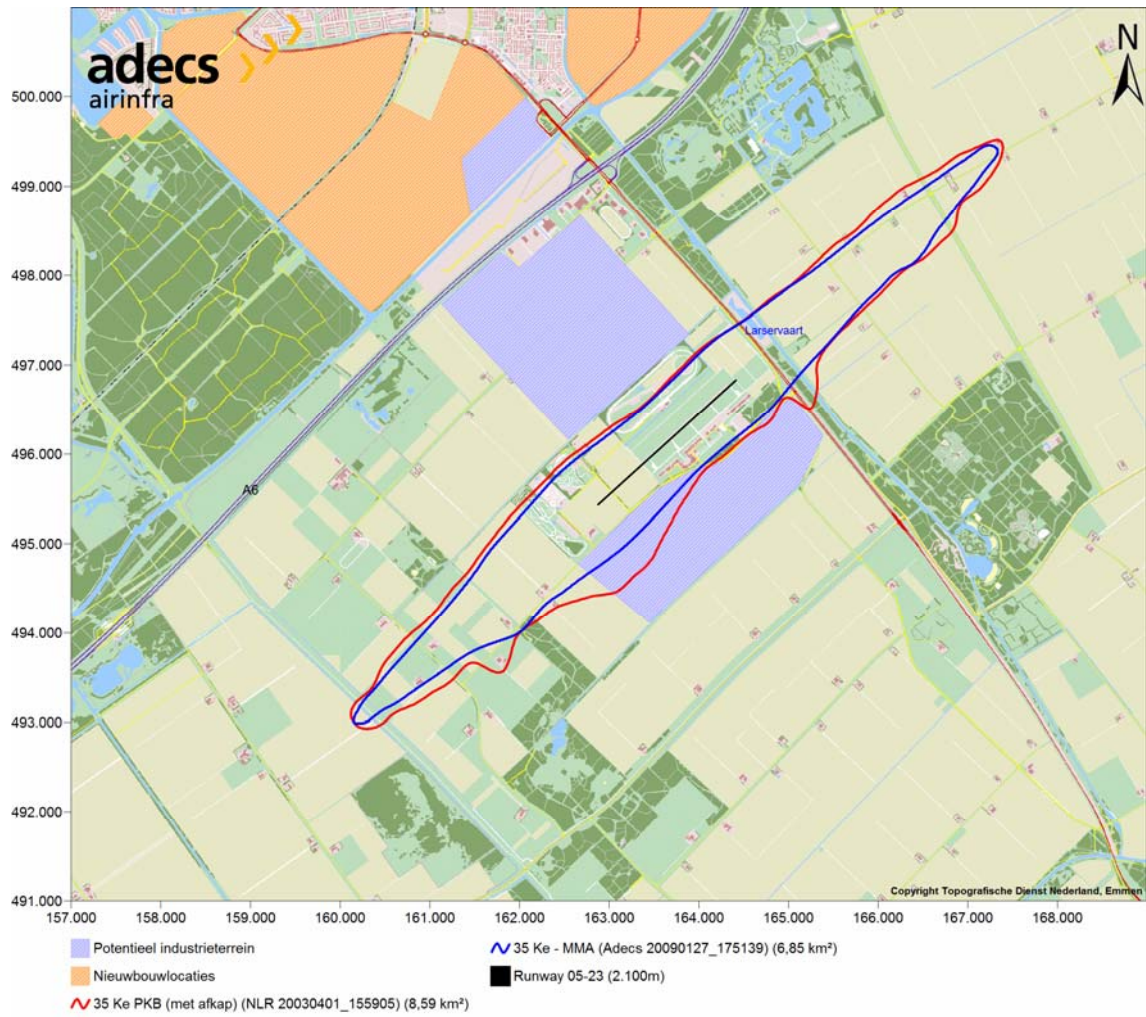 adecs
airinfra
N
500.000
499.000
498.000
497.000
496.000
495.000
494.000
493.000
492.000
491.000
Larservaart
A6
Copyright Topografische Dienst Nederland, Emmen
157.000 158.000 159.000 160.000 161.000 162.000 163.000 164.000 165.000 166.000 167.000 168.000
Potentieel industrieterrein
35 Ke - MMA (Adecs 20090127_175139) (6,85 km²)
Nieuwbouwlocaties
Runway 05-23 (2.100m)
35 Ke PKB (met afkap) (NLR 20030401_155905) (8,59 km²)